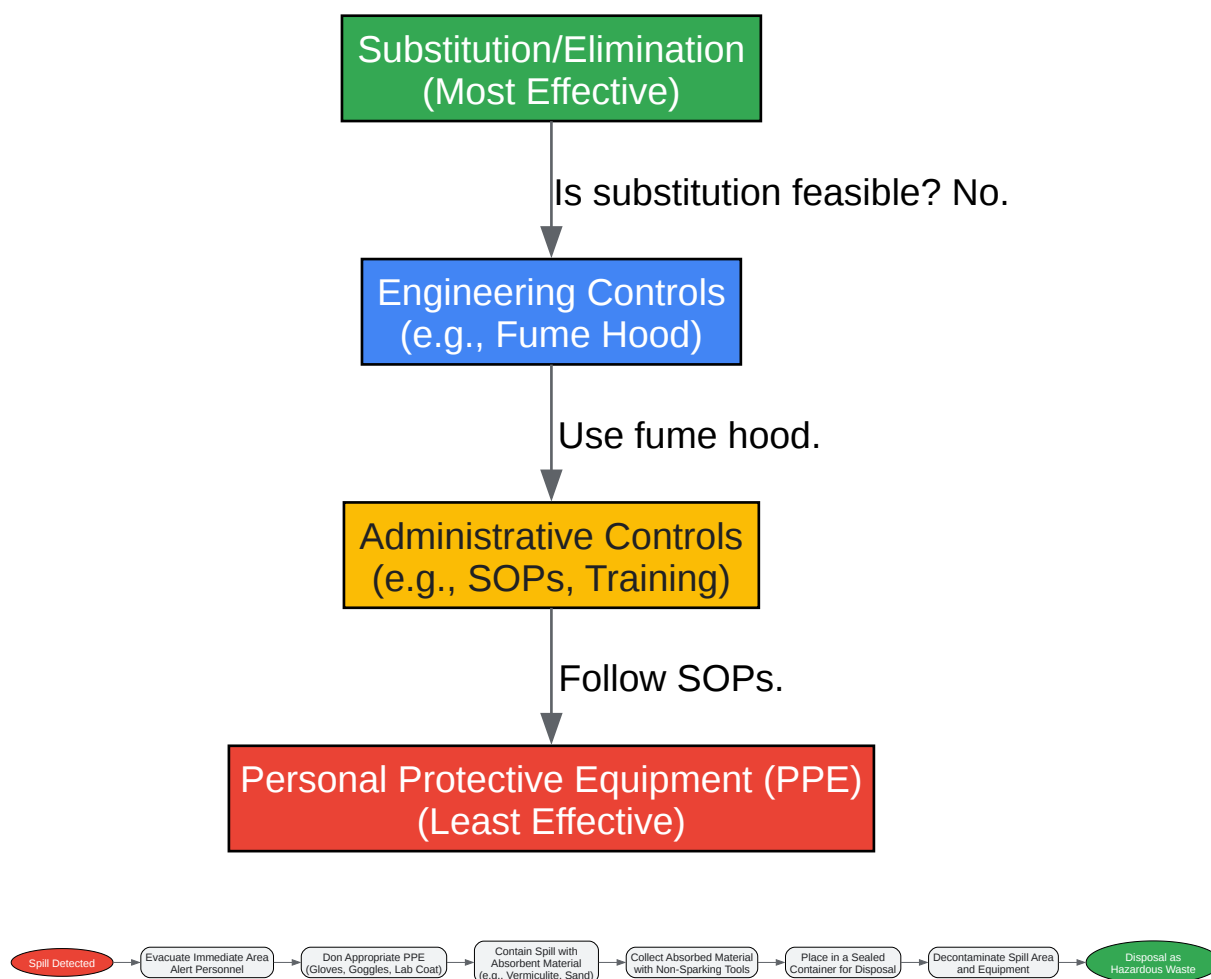 Substitution/Elimination
(Most Effective)
Is substitution feasible? No.
Engineering Controls
(e.g., Fume Hood)
Use fume hood.
Administrative Controls
(e.g., SOPs, Training)
Follow SOPs.
Personal Protective Equipment (PPE)
(Least Effective)
Spill Detected
Evacuate Immediate Area
Alert Personnel
Don Appropriate PPE
(Gloves, Goggles, Lab Coat)
Contain Spill with
Absorbent Material
(e.g., Vermiculite, Sand)
Collect Absorbed Material
with Non-Sparking Tools
Place in a Sealed
Container for Disposal
Decontaminate Spill Area
and Equipment
Disposal as
Hazardous Waste